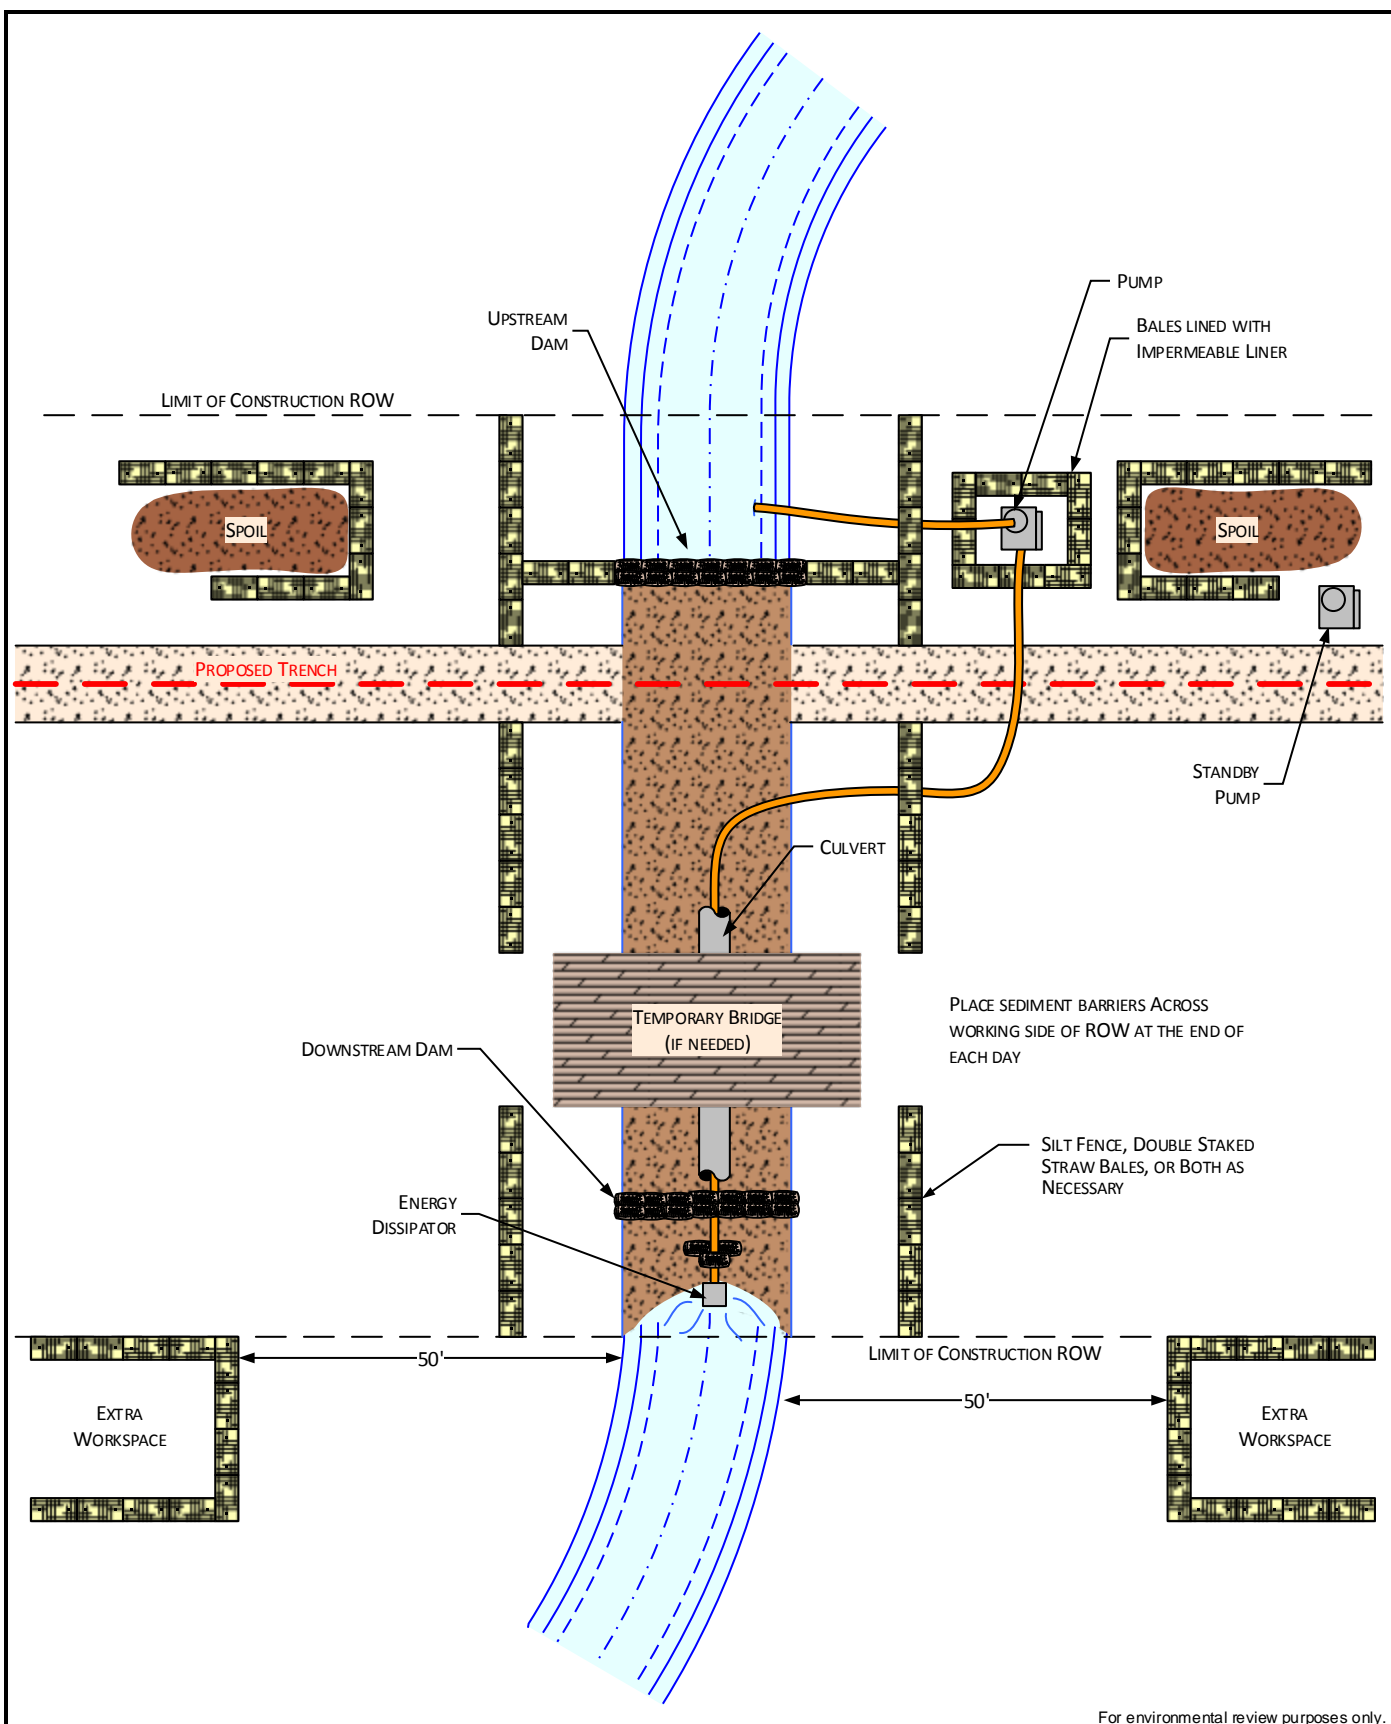 PUMP
UPSTREAM
DAM
BALES LINED WITH
IMPERMEABLE LINER
LIMIT OF CONSTRUCTION ROW
SPOIL
SPOIL
PROPOSED TRENCH
STANDBY
PUMP
CULVERT
TEMPORARY BRIDGE
(IF NEEDED)
PLACE SEDIMENT BARRIERS ACROSS
WORKING SIDE OF ROW AT THE END OF
EACH DAY
DOWNSTREAM DAM
SILT FENCE, DOUBLE STAKED
STRAW BALES, OR BOTH AS
NECESSARY
ENERGY
DISSIPATOR
50'
LIMIT OF CONSTRUCTION ROW
50'
EXTRA
WORKSPACE
EXTRA
WORKSPACE
For environmental review purposes only.